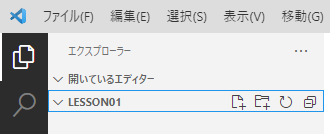 ファイル(F) 編集(E) 選択(S) 表示(V) 移動(G)
エクスプローラー ...
開いているエディター
LESSON01